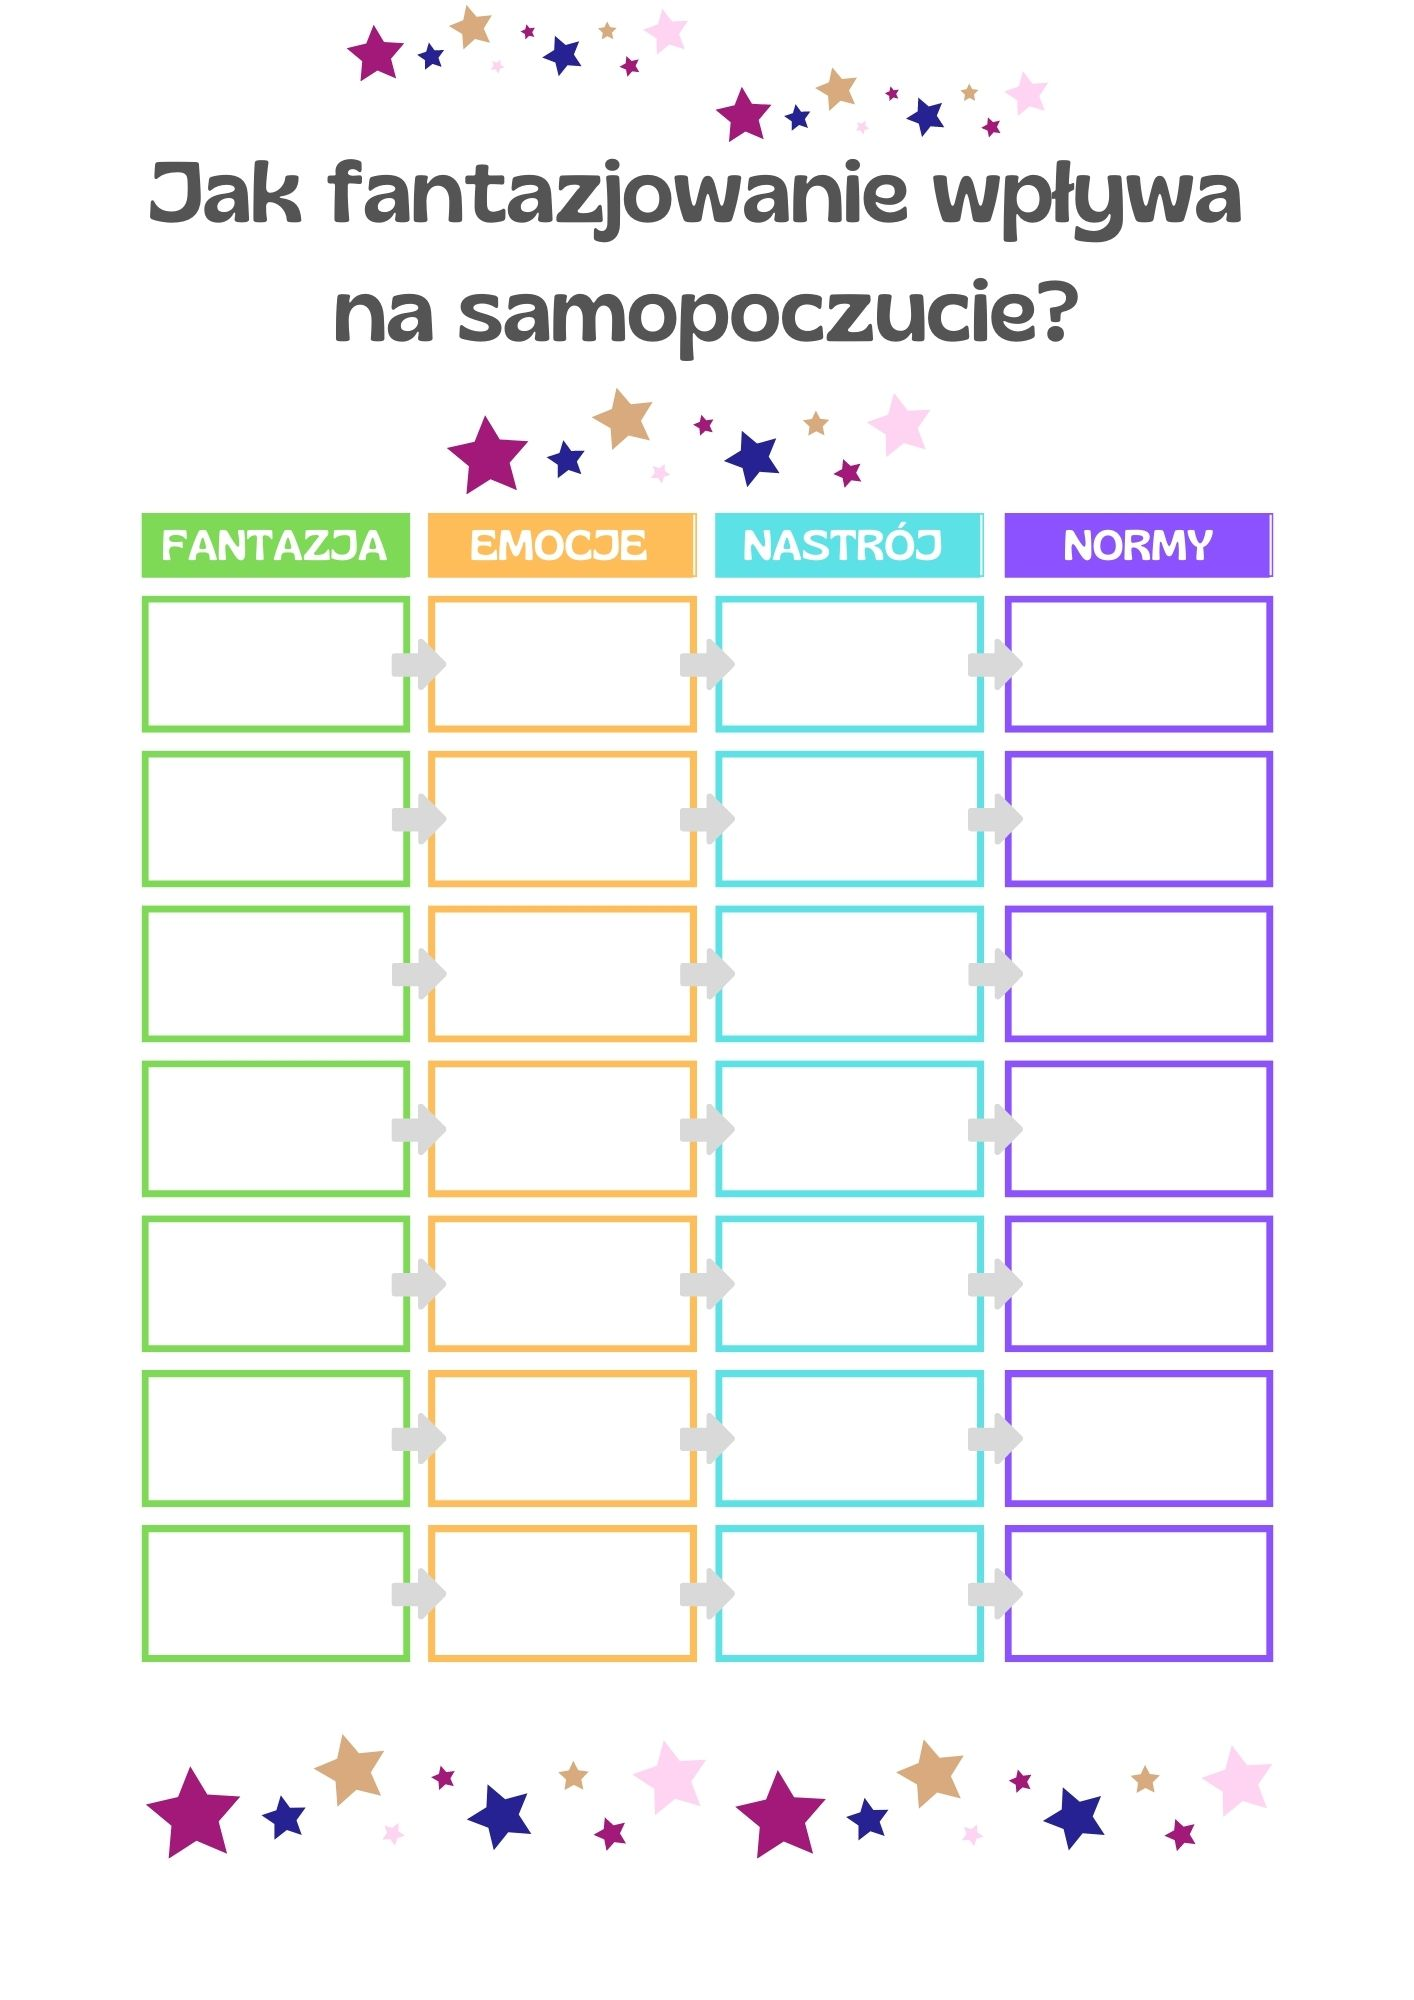 Jak fantazjowanie wpływa
na samopoczucie?
FANTAZJA EMOCJE NASTRÓJ NORMY